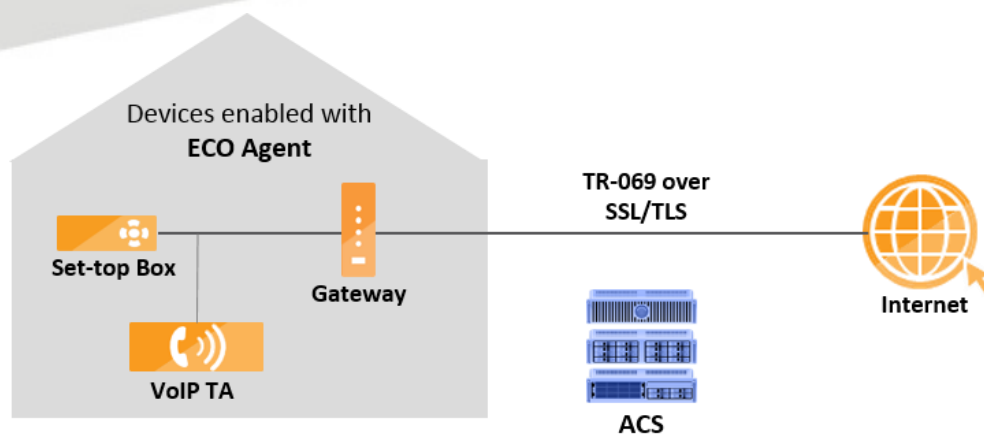 Devices enabled with
ECO Agent
TR-069 over
SSL/TLS
Set-top Box
Gateway
Internet
VoIP TA
ACS